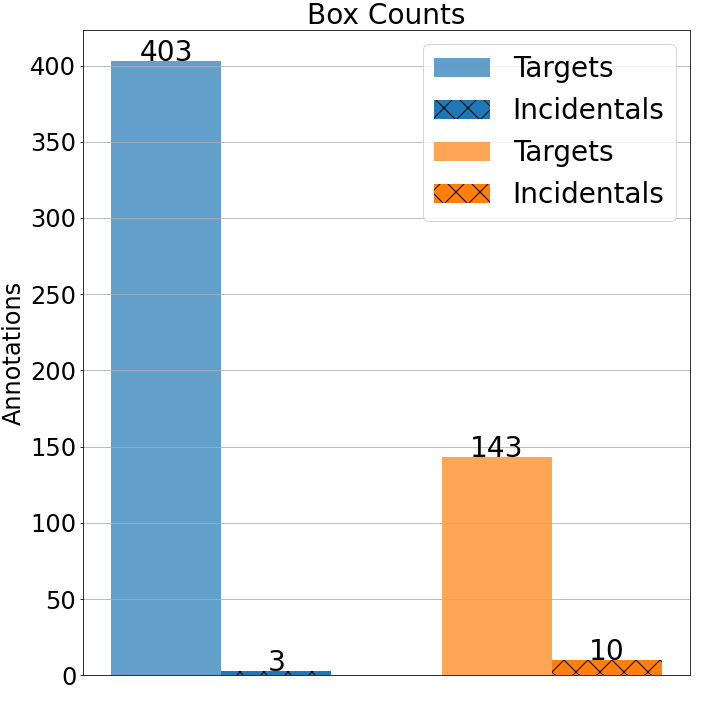 Box Counts
403
400
350
300
250
200
150
100
50
0
Annotations
Targets
Incidentals
Targets
Incidentals
143
3
10